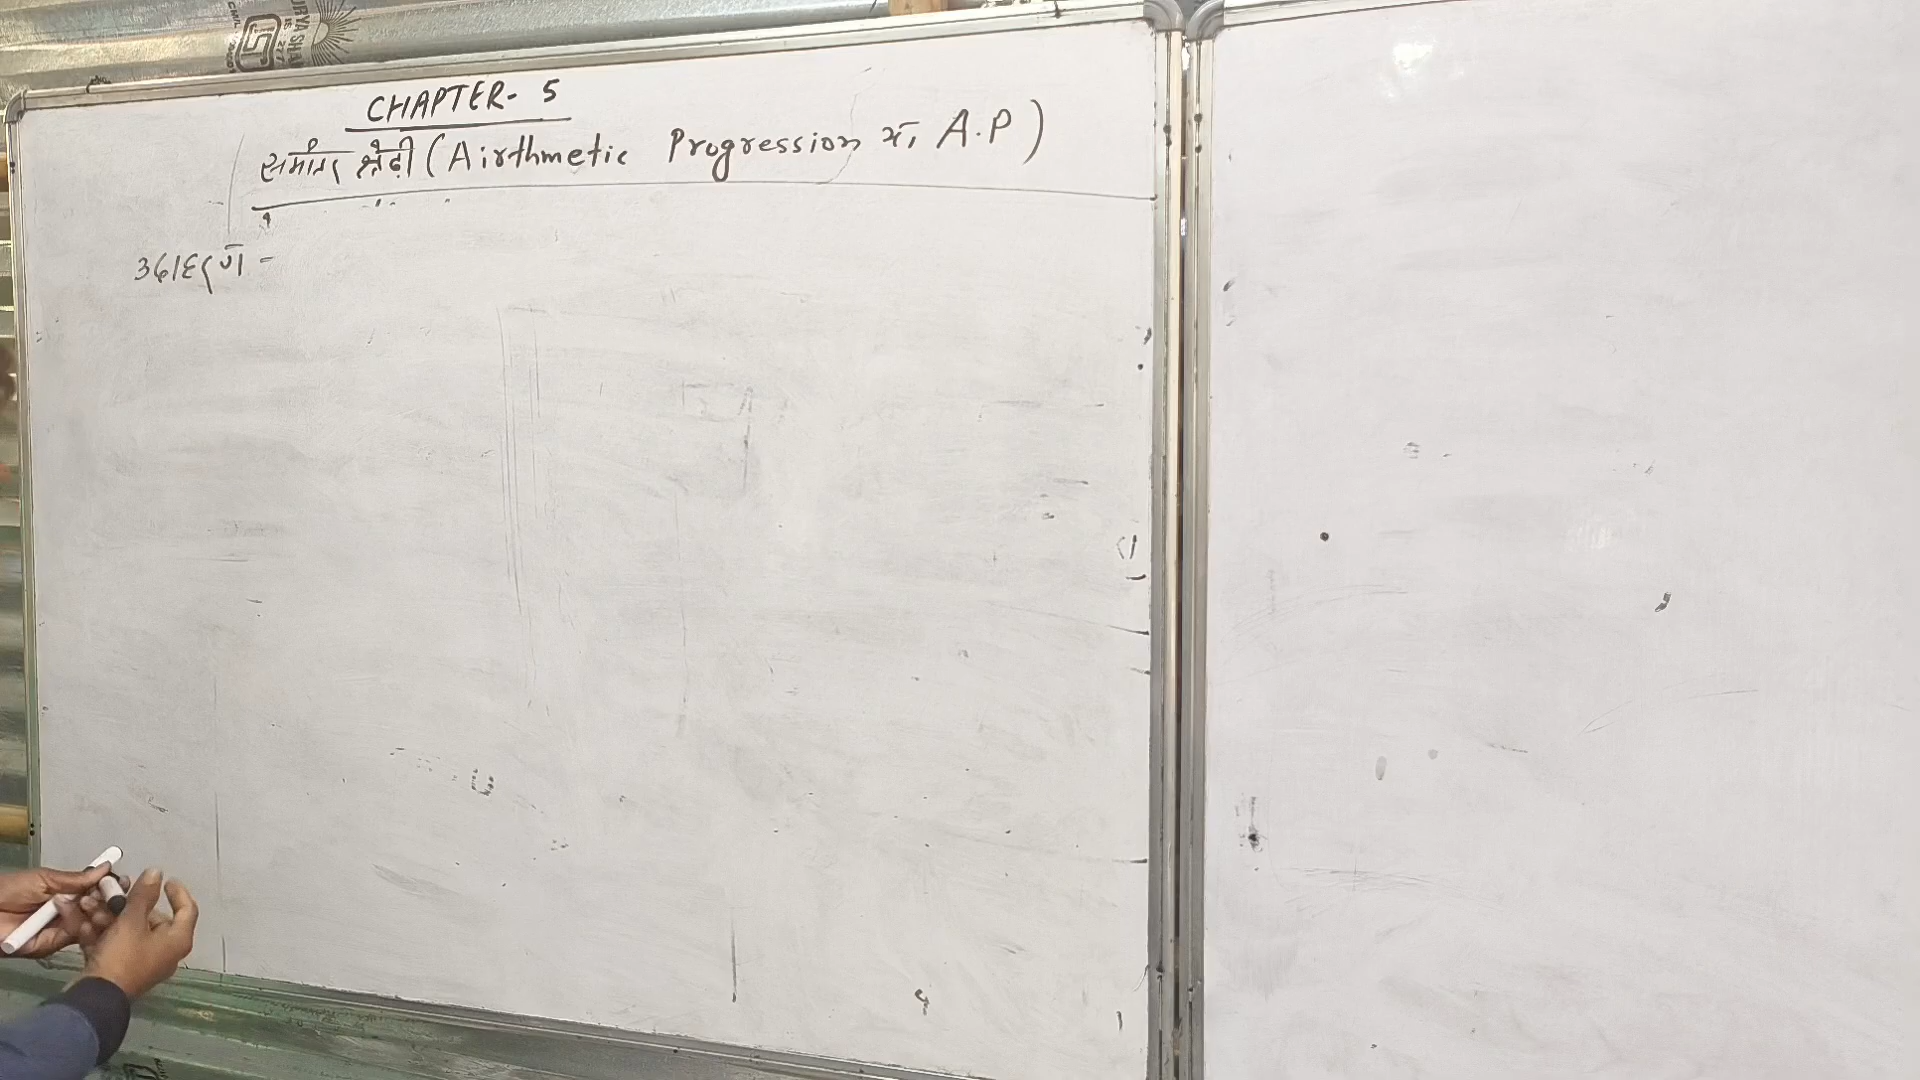 CHAPTER- 5
समांतर श्रेढ़ी (Airthmetic Progression या, A.P)
उदाहरण -